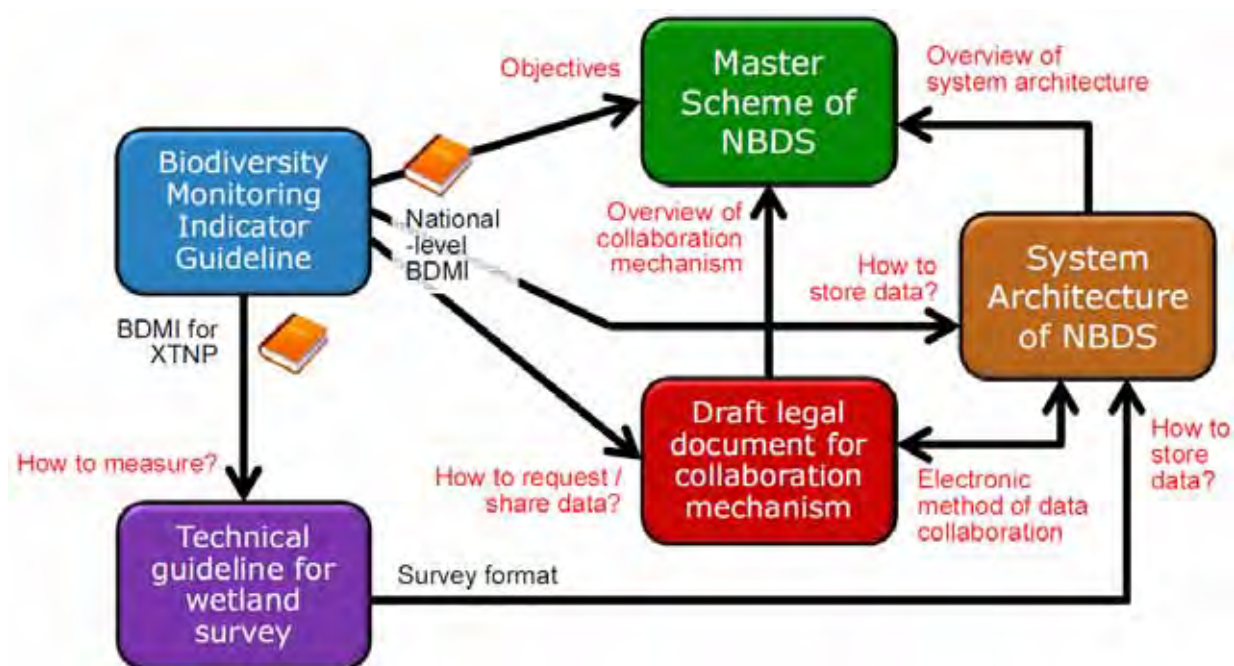 Objectives
Master
Scheme of
NBDS
Overview of
system architecture
Biodiversity
Monitoring
Indicator
Guideline
National
-level
BDMI
Overview of
collaboration
mechanism
How to
store data?
System
Architecture
of NBDS
BDMI for
XTNP
How to measure?
How to request /
share data?
Draft legal
document for
collaboration
mechanism
Electronic
method of data
collaboration
How to
store
data?
Technical
guideline for
wetland
survey
Survey format